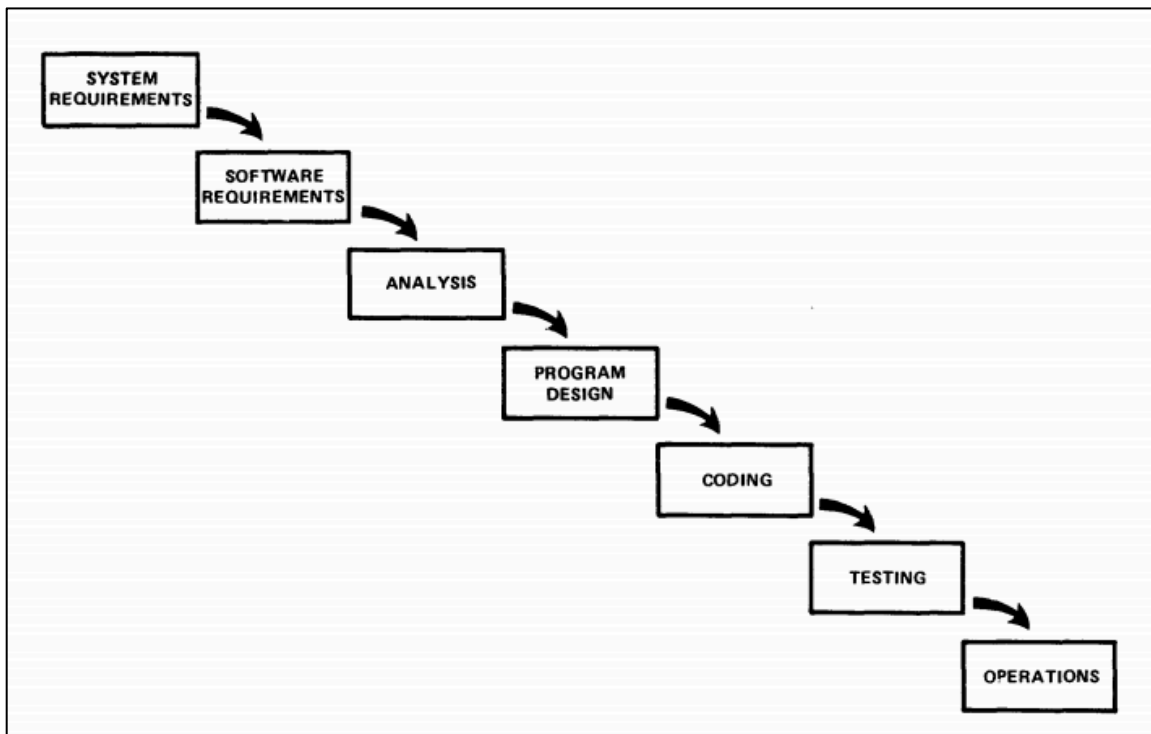 SYSTEM
REQUIREMENTS
SOFTWARE
REQUIREMENTS
ANALYSIS
PROGRAM
DESIGN
CODING
TESTING
OPERATIONS